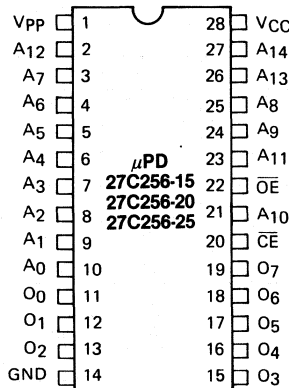 VPP 1 28 VCC
A12 2 27 A14
A7 3 26 A13
A6 4 25 A8
A5 5 24 A9
A4 6 23 A11
A3 7 22 OE
A2 8 21 A10
A1 9 20 CE
A0 10 19 O7
O0 11 18 O6
O1 12 17 O5
O2 13 16 O4
GND 14 15 O3
μPD
27C256-15
27C256-20
27C256-25